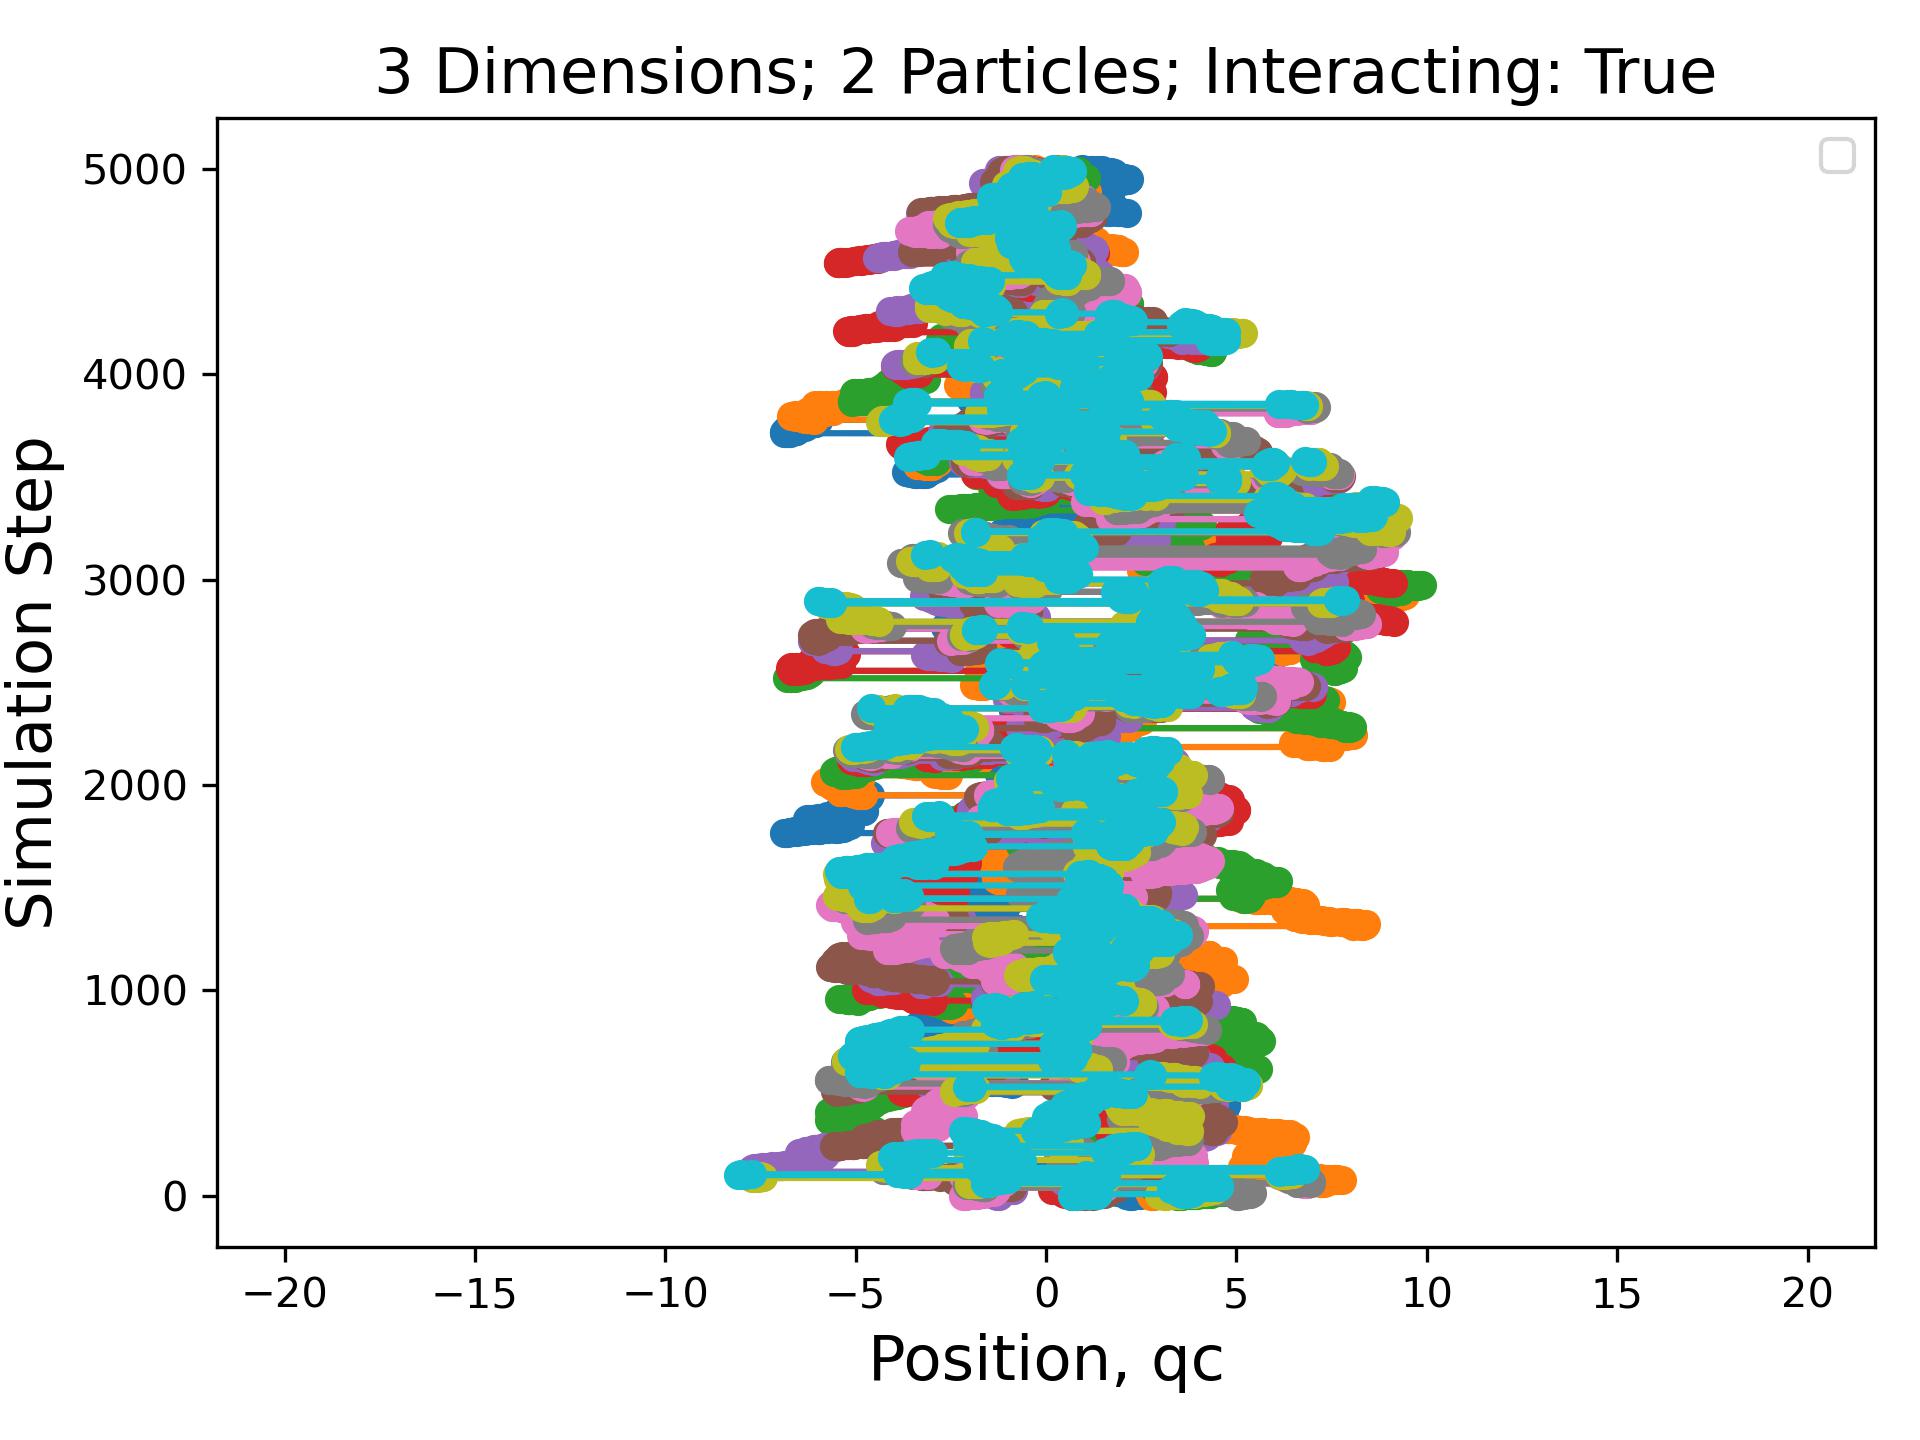 3 Dimensions; 2 Particles; Interacting: True
Simulation Step
5000
4000
3000
2000
1000
0
−20 −15 −10 −5 0 5 10 15 20
Position, qc